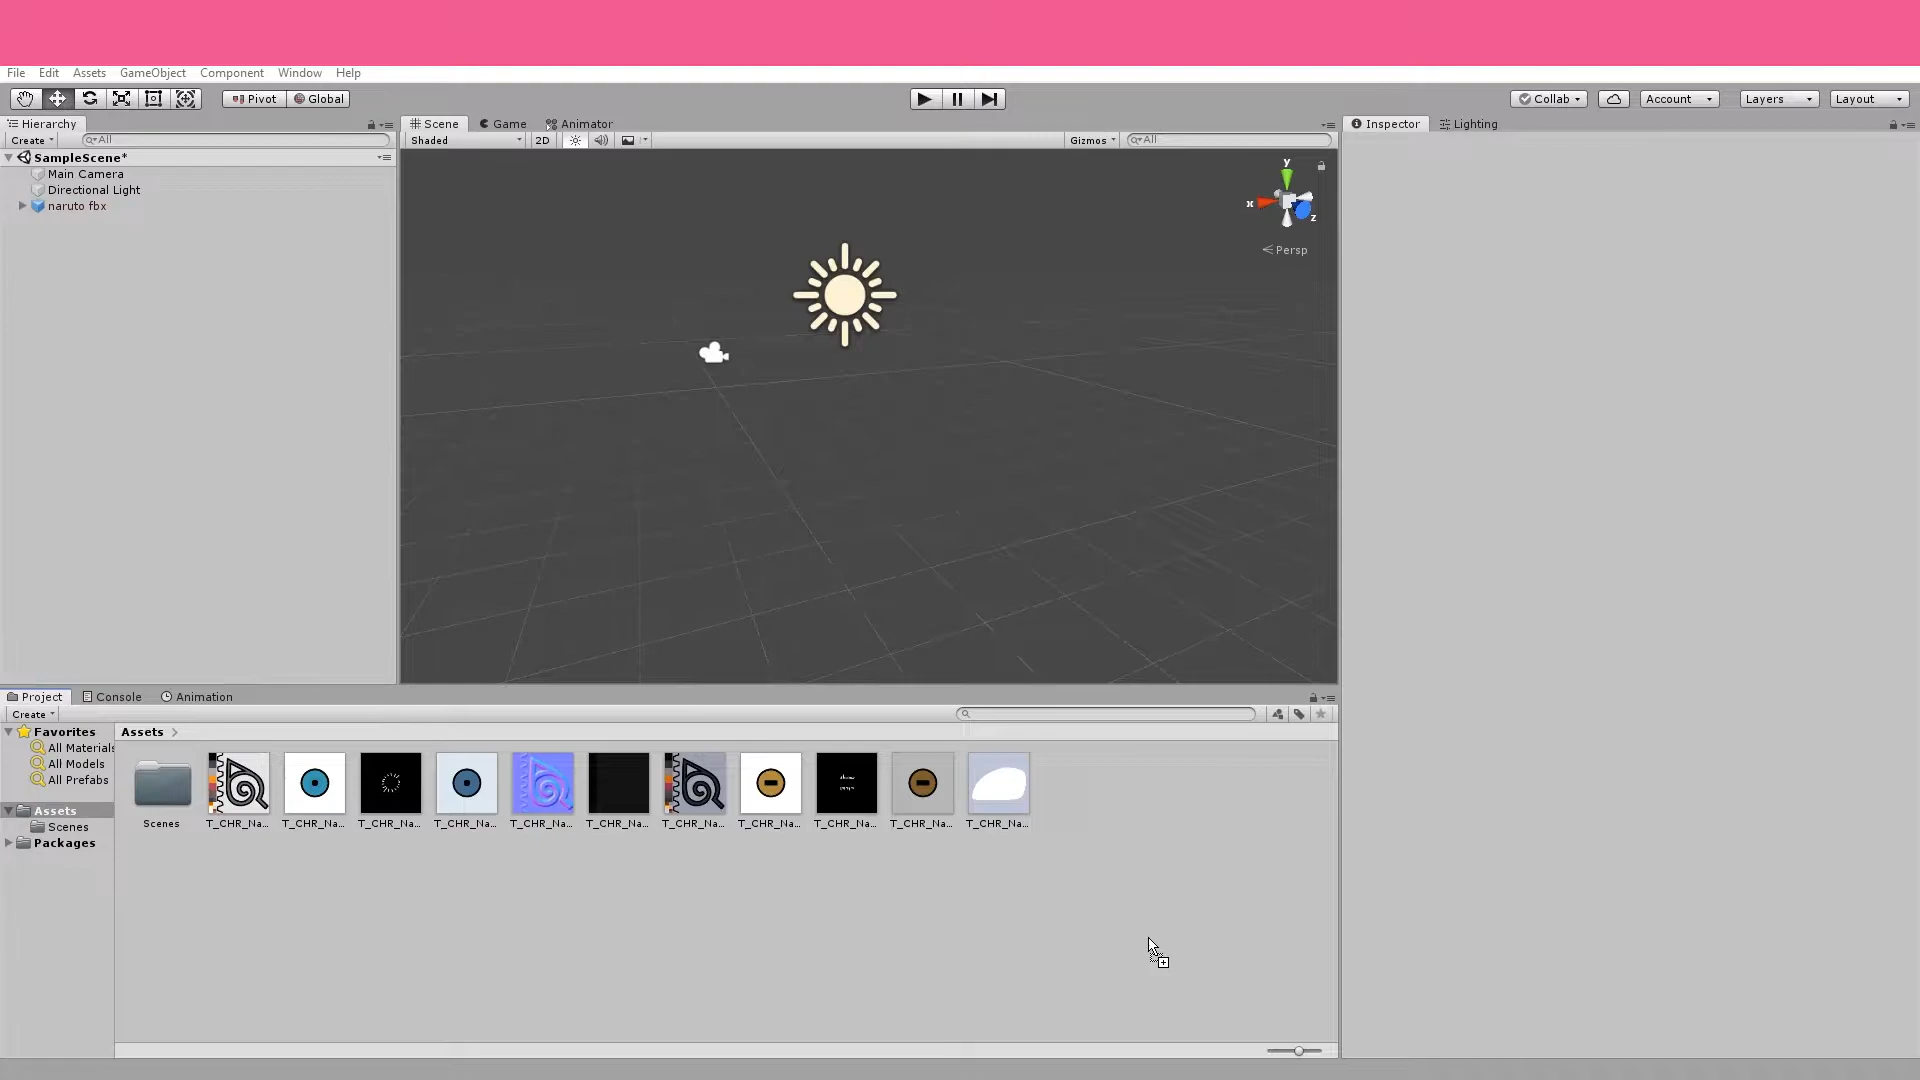 File Edit Assets GameObject Component Window Help
Pivot Global Collab Account Layers Layout
Hierarchy Scene Game Animator Inspector Lighting
Create All Shaded 2D Gizmos All
SampleScene*
Main Camera
Directional Light
naruto fbx
y
x
z
Persp
Project Console Animation
Create
Favorites
All Materials
All Models
All Prefabs
Assets
Scenes
Packages
Assets
Scenes T_CHR_Na... T_CHR_Na... T_CHR_Na... T_CHR_Na... T_CHR_Na... T_CHR_Na... T_CHR_Na... T_CHR_Na... T_CHR_Na... T_CHR_Na... T_CHR_Na...